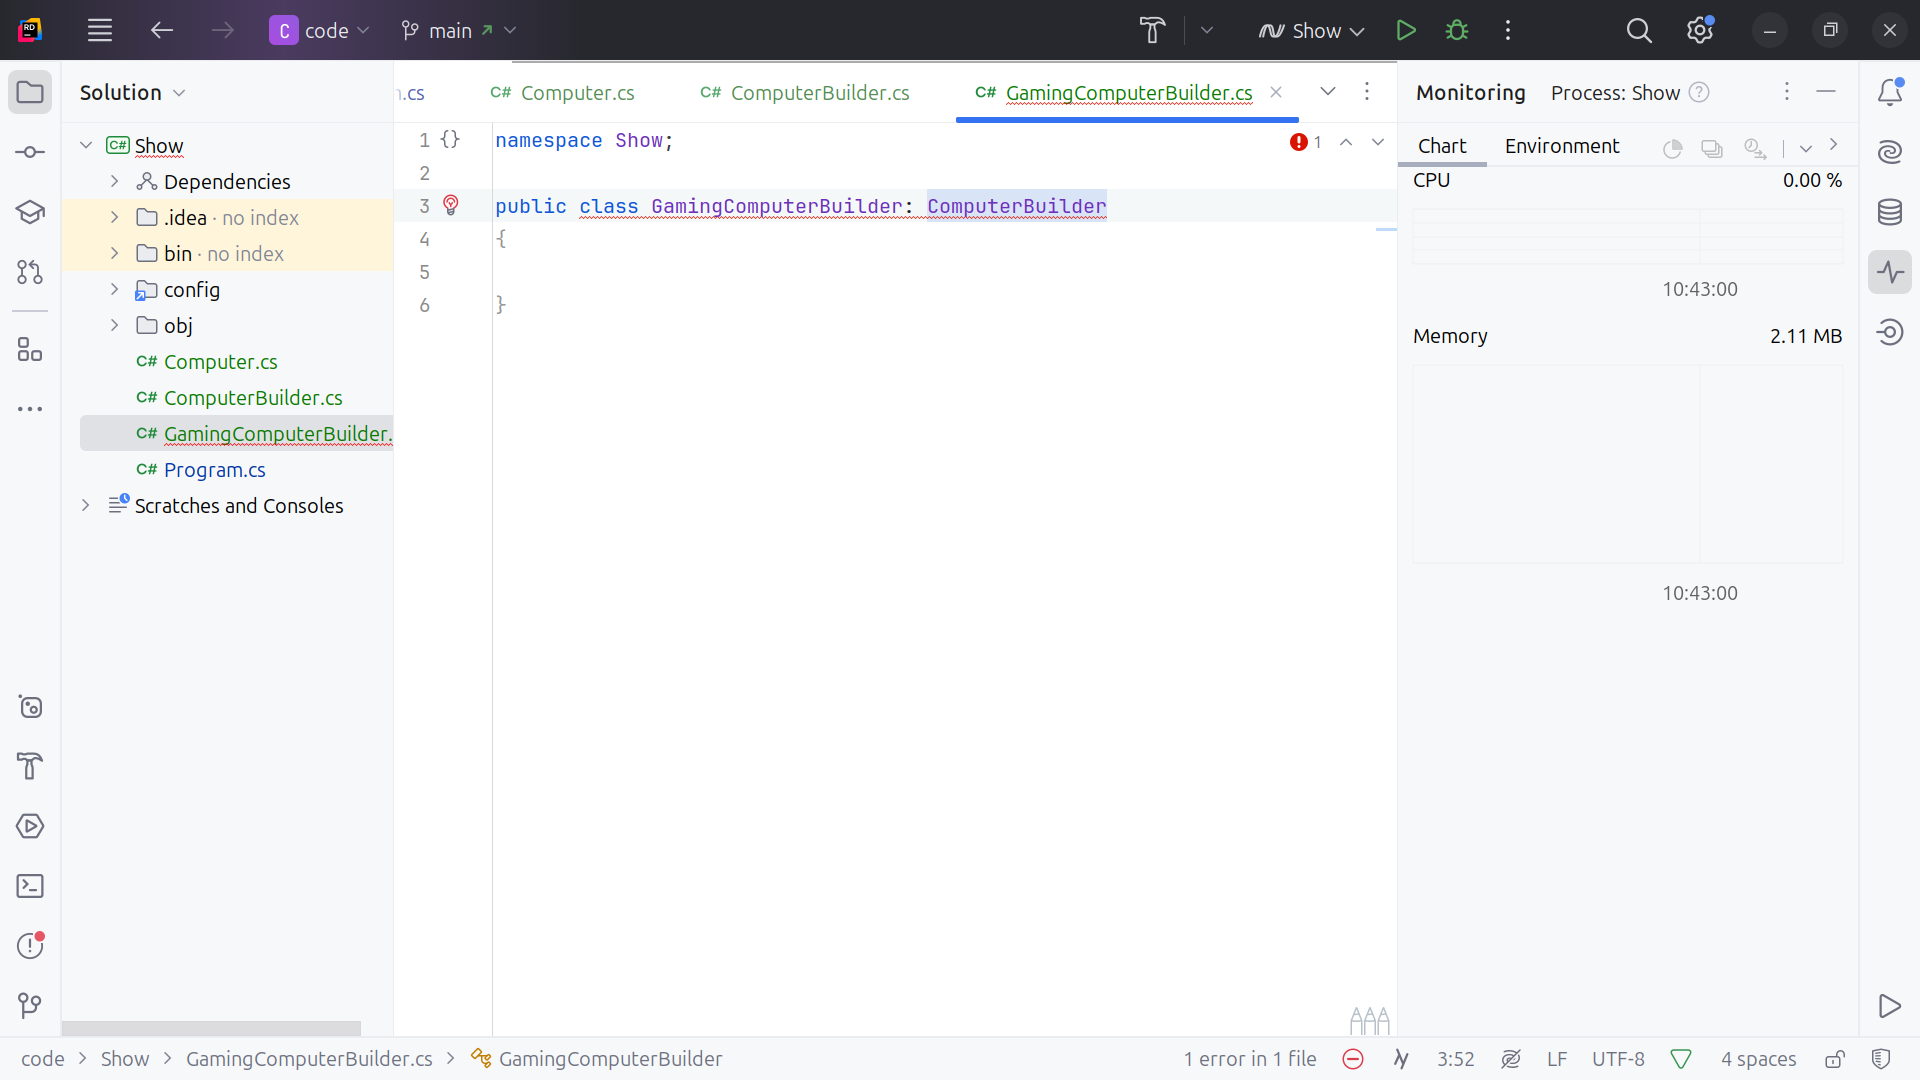 RD
C code
main
Show
Solution
n.cs
C# Computer.cs
C# ComputerBuilder.cs
C# GamingComputerBuilder.cs
Monitoring
Process: Show
?
Chart
Environment
CPU
0.00 %
10:43:00
Memory
2.11 MB
10:43:00
C# Show
Dependencies
.idea · no index
bin · no index
config
obj
C# Computer.cs
C# ComputerBuilder.cs
C# GamingComputerBuilder.
C# Program.cs
Scratches and Consoles
1 {} namespace Show;
! 1
2
3 public class GamingComputerBuilder: ComputerBuilder
4 {
5
6 }
code > Show > GamingComputerBuilder.cs > GamingComputerBuilder
1 error in 1 file
3:52
LF
UTF-8
4 spaces